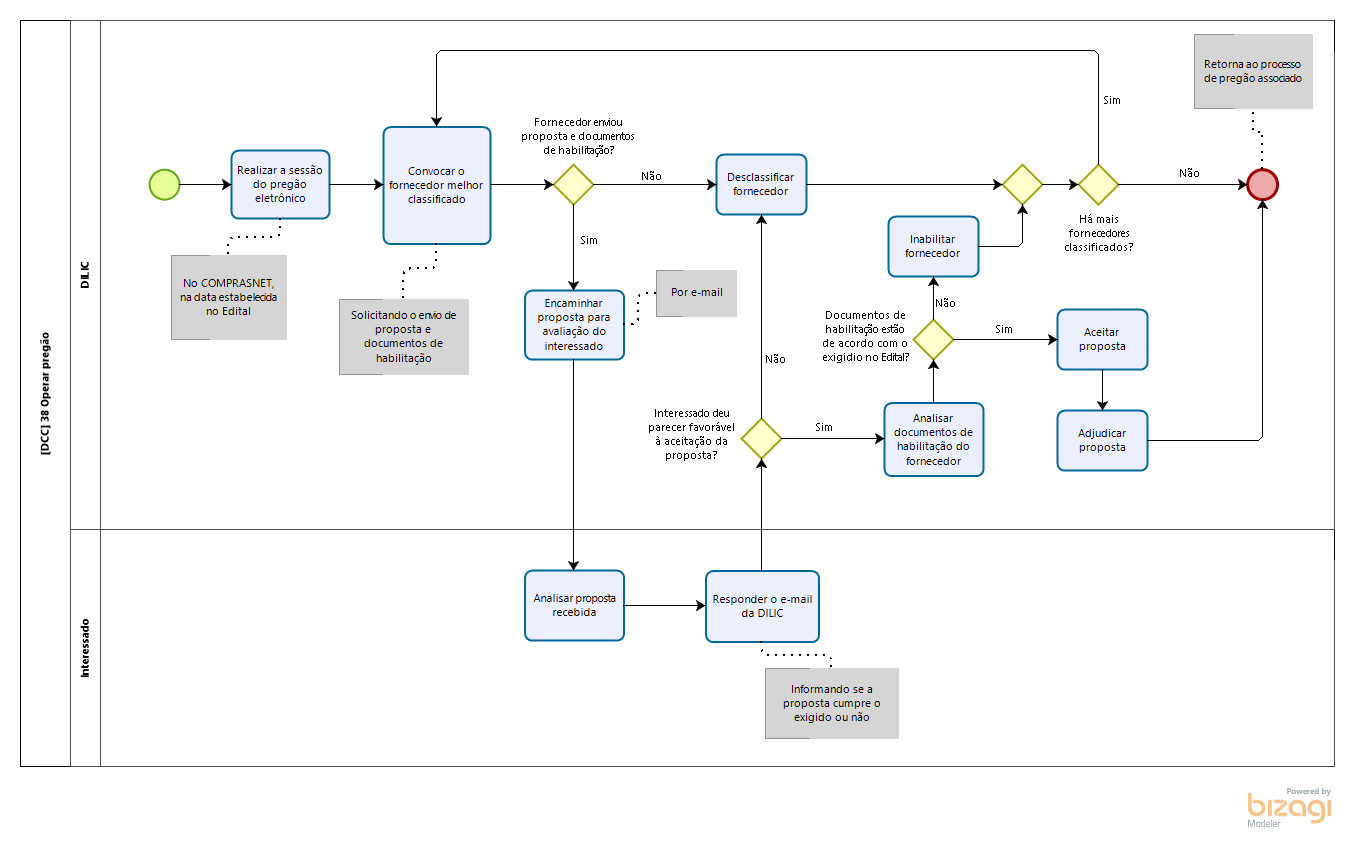 [DCC] 38 Operar pregão
DILIC
Interessado
Realizar a sessão
do pregão
eletrônico
No COMPRASNET,
na data estabelecida
no Edital
Convocar o
fornecedor melhor
classificado
Solicitando o envio de
proposta e
documentos de
habilitação
Fornecedor enviou
proposta e documentos
de habilitação?
Não
Sim
Encaminhar
proposta para
avaliação do
interessado
Por e-mail
Desclassificar
fornecedor
Não
Interessado deu
parecer favorável
à aceitação da
proposta?
Sim
Analisar
documentos de
habilitação do
fornecedor
Documentos de
habilitação estão
de acordo com o
exigidio no Edital?
Não
Sim
Inabilitar
fornecedor
Aceitar
proposta
Adjudicar
proposta
Há mais
fornecedores
classificados?
Sim
Não
Retorna ao processo
de pregão associado
Analisar proposta
recebida
Responder o e-mail
da DILIC
Informando se a
proposta cumpre o
exigido ou não
Powered by
bizagi
Modeler